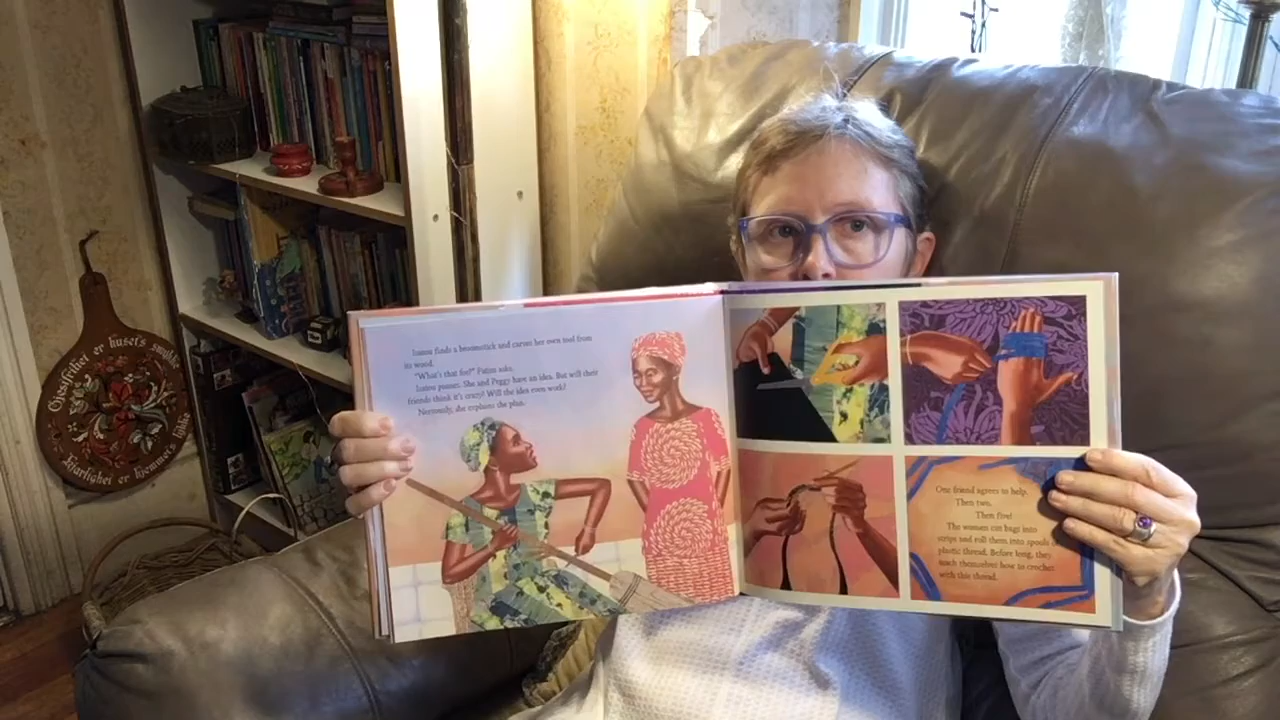 Gjestfrihet er huset's smykke
Kjærlighet er hjemmets lykke
Isatou finds a broomstick and carves her own tool from
its wood.
"What's that for?" Fatim asks.
Isatou pauses. She and Peggy have an idea. But will their
friends think it's crazy? Will the idea even work?
Nervously, she explains the plan.
One friend agrees to help.
Then two.
Then five!
The women cut bags into
strips and roll them into spools of
plastic thread. Before long, they
teach themselves how to crochet
with this thread.